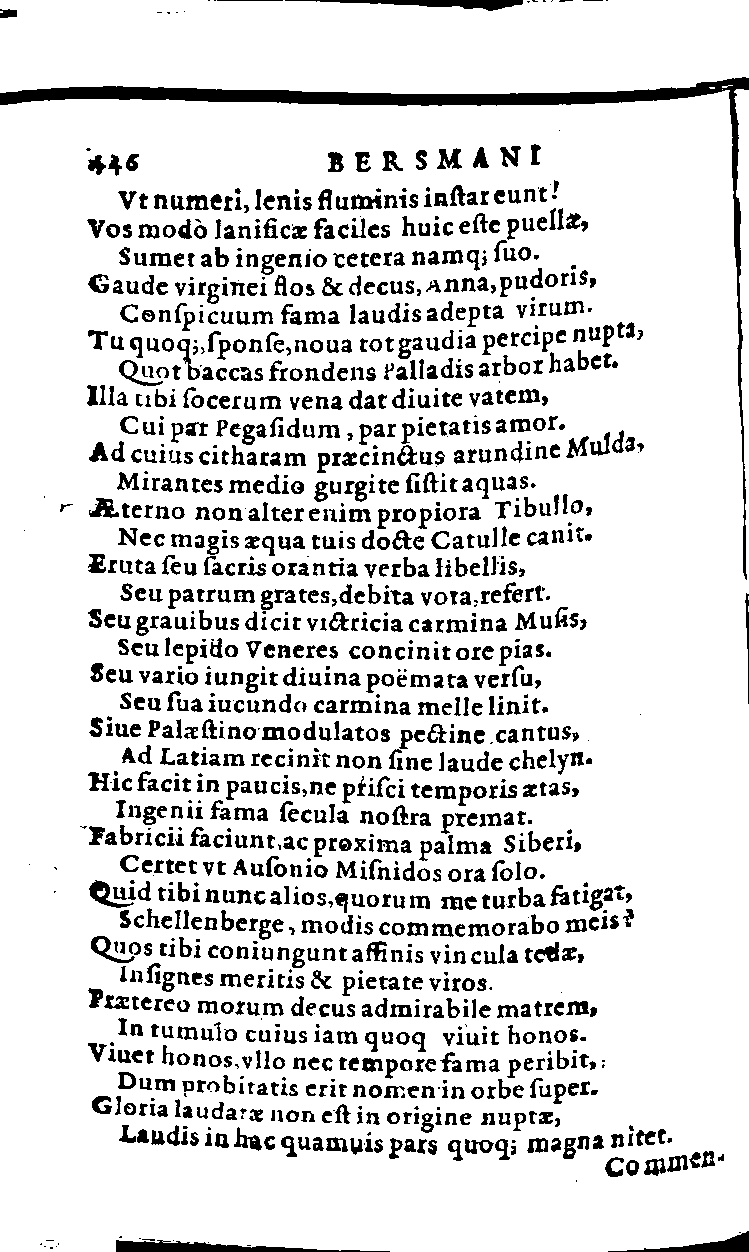 446 BERSMANI
Vt numeri, lenis fluminis inſtar eunt!
Vos modò lanificæ faciles huic eſte puellæ,
Sumet ab ingenio cetera namq; ſuo.
Gaude virginei flos & decus, Anna, pudoris,
Conſpicuum fama laudis adepta virum.
Tu quoq;, ſponſe, noua tot gaudia percipe nupta,
Quot baccas frondens Palladis arbor habet.
Illa tibi ſocerum vena dat diuite vatem,
Cui par Pegaſidum, par pietatis amor.
Ad cuius citharam præcinctus arundine Mulda,
Mirantes medio gurgite ſiſtit aquas.
r Æterno non alter enim propiora Tibullo,
Nec magis æqua tuis docte Catulle canit.
Eruta ſeu ſacris orantia verba libellis,
Seu patrum grates, debita vota, refert.
Seu grauibus dicit victricia carmina Muſis,
Seu lepido Veneres concinit ore pias.
Seu vario iungit diuina poëmata verſu,
Seu ſua iucundo carmina melle linit.
Siue Palæſtino modulatos pectine cantus,
Ad Latiam recinit non ſine laude chelyn.
Hic facit in paucis, ne priſci temporis ætas,
Ingenii fama ſecula noſtra premat.
Fabricii faciunt, ac proxima palma Siberi,
Certet vt Auſonio Miſnidos ora ſolo.
Quid tibi nunc alios, quorum me turba fatigat,
Schellenberge, modis commemorabo meis?
Quos tibi coniungunt affinis vincula tedæ,
Inſignes meritis & pietate viros.
Prætereo morum decus admirabile matrem,
In tumulo cuius iam quoq viuit honos.
Viuet honos, vllo nec tempore fama peribit,
Dum probitatis erit nomen in orbe ſuper.
Gloria laudatæ non eſt in origine nuptæ,
Laudis in hac quamuis pars quoq; magna nitet.
Commen-